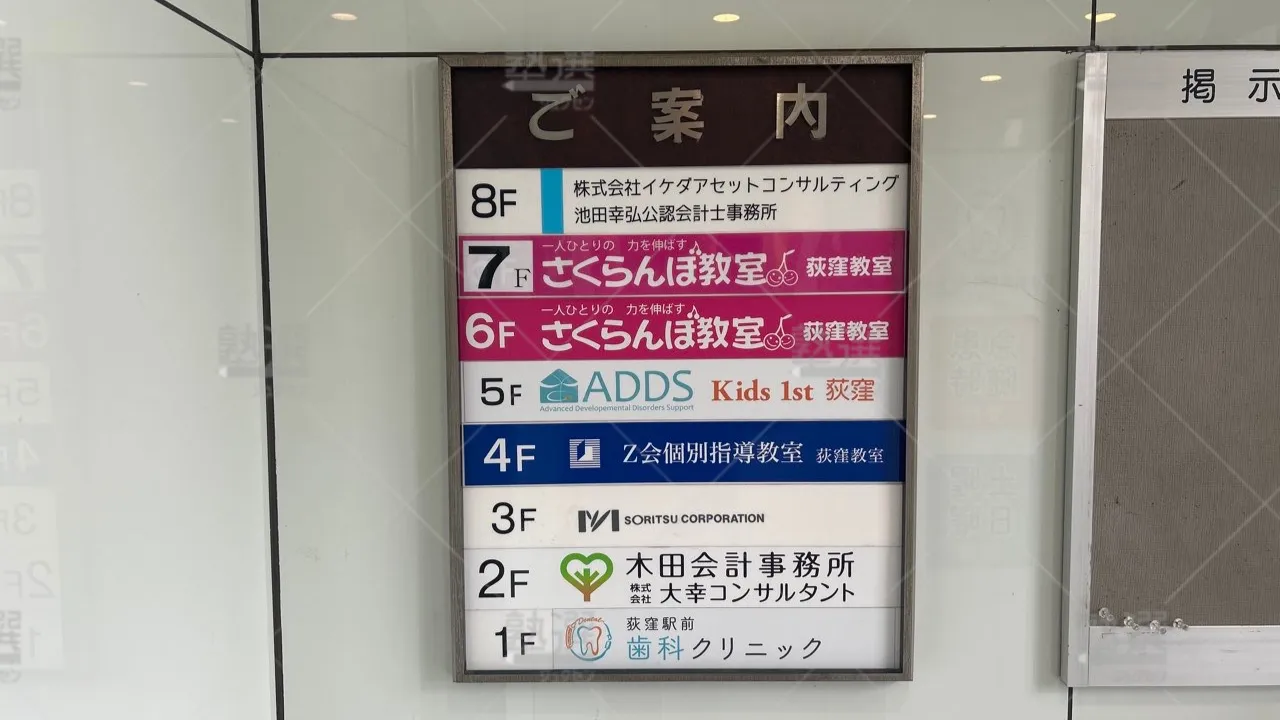 ご案内
8F
株式会社イケダアセットコンサルティング
池田幸弘公認会計士事務所
7F
一人ひとりの 力を伸ばす
さくらんぼ教室 荻窪教室
6F
一人ひとりの 力を伸ばす
さくらんぼ教室 荻窪教室
5F
ADDS Kids 1st 荻窪
Advanced Developemental Disorders Support
4F
Z会個別指導教室 荻窪教室
3F
SORITSU CORPORATION
2F
木田会計事務所
株式会社 大幸コンサルタント
1F
Dental
荻窪駅前
歯科クリニック
掲示
塾選